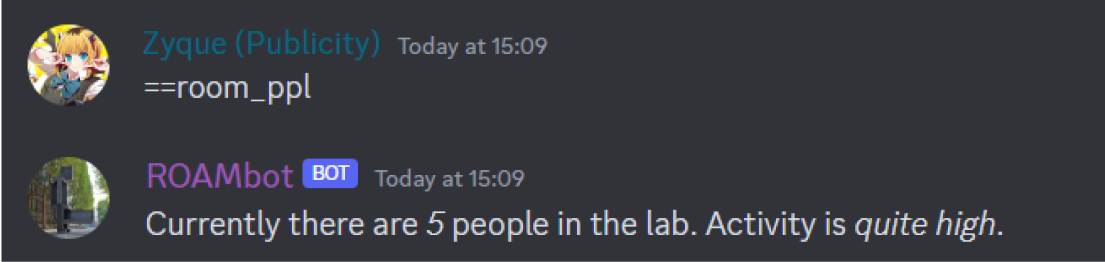 Zyque (Publicity) Today at 15:09
==room_ppl
ROAMbot BOT Today at 15:09
Currently there are 5 people in the lab. Activity is quite high.